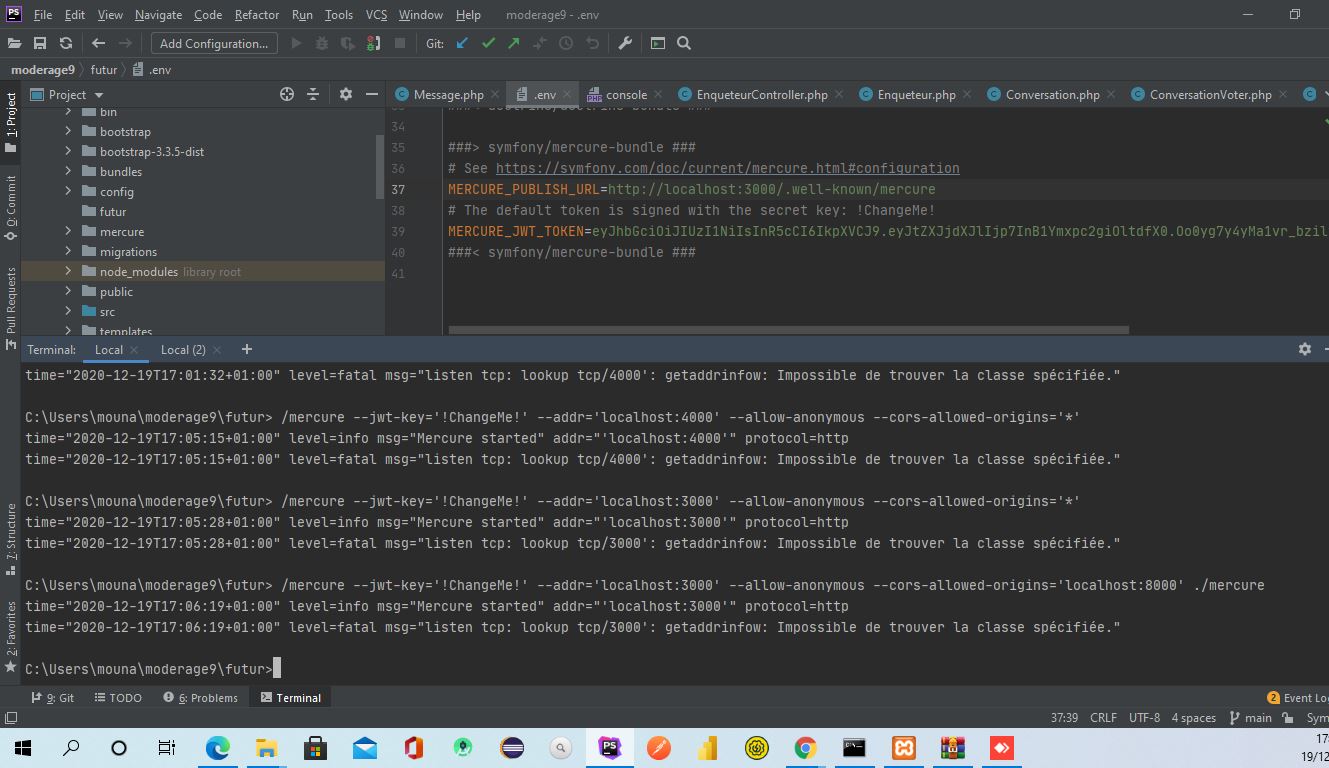 PS File Edit View Navigate Code Refactor Run Tools VCS Window Help moderage9 - .env
Add Configuration... Git:
moderage9 futur .env
Project Message.php .env console EnqueteurController.php Enqueteur.php Conversation.php ConversationVoter.php
1: Project
0: Commit
Pull Requests
7: Structure
2: Favorites
bin
bootstrap
bootstrap-3.3.5-dist
bundles
config
futur
mercure
migrations
node_modules library root
public
src
templates
34
35 ###> symfony/mercure-bundle ###
36 # See https://symfony.com/doc/current/mercure.html#configuration
37 MERCURE_PUBLISH_URL=http://localhost:3000/.well-known/mercure
38 # The default token is signed with the secret key: !ChangeMe!
39 MERCURE_JWT_TOKEN=eyJhbGciOiJIUzI1NiIsInR5cCI6IkpXVCJ9.eyJtZXJjdXJlIjp7InB1Ymxpc2giOltdfX0.Oo0yg7y4yMa1vr_bzil
40 ###< symfony/mercure-bundle ###
41
Terminal: Local Local (2) +
time="2020-12-19T17:01:32+01:00" level=fatal msg="listen tcp: lookup tcp/4000': getaddrinfow: Impossible de trouver la classe spécifiée."
C:\Users\mouna\moderage9\futur> /mercure --jwt-key='!ChangeMe!' --addr='localhost:4000' --allow-anonymous --cors-allowed-origins='*'
time="2020-12-19T17:05:15+01:00" level=info msg="Mercure started" addr="'localhost:4000'" protocol=http
time="2020-12-19T17:05:15+01:00" level=fatal msg="listen tcp: lookup tcp/4000': getaddrinfow: Impossible de trouver la classe spécifiée."
C:\Users\mouna\moderage9\futur> /mercure --jwt-key='!ChangeMe!' --addr='localhost:3000' --allow-anonymous --cors-allowed-origins='*'
time="2020-12-19T17:05:28+01:00" level=info msg="Mercure started" addr="'localhost:3000'" protocol=http
time="2020-12-19T17:05:28+01:00" level=fatal msg="listen tcp: lookup tcp/3000': getaddrinfow: Impossible de trouver la classe spécifiée."
C:\Users\mouna\moderage9\futur> /mercure --jwt-key='!ChangeMe!' --addr='localhost:3000' --allow-anonymous --cors-allowed-origins='localhost:8000' ./mercure
time="2020-12-19T17:06:19+01:00" level=info msg="Mercure started" addr="'localhost:3000'" protocol=http
time="2020-12-19T17:06:19+01:00" level=fatal msg="listen tcp: lookup tcp/3000': getaddrinfow: Impossible de trouver la classe spécifiée."
C:\Users\mouna\moderage9\futur>
9: Git TODO 6: Problems Terminal 2 Event Lo
37:39 CRLF UTF-8 4 spaces main Sym
17:
19/12